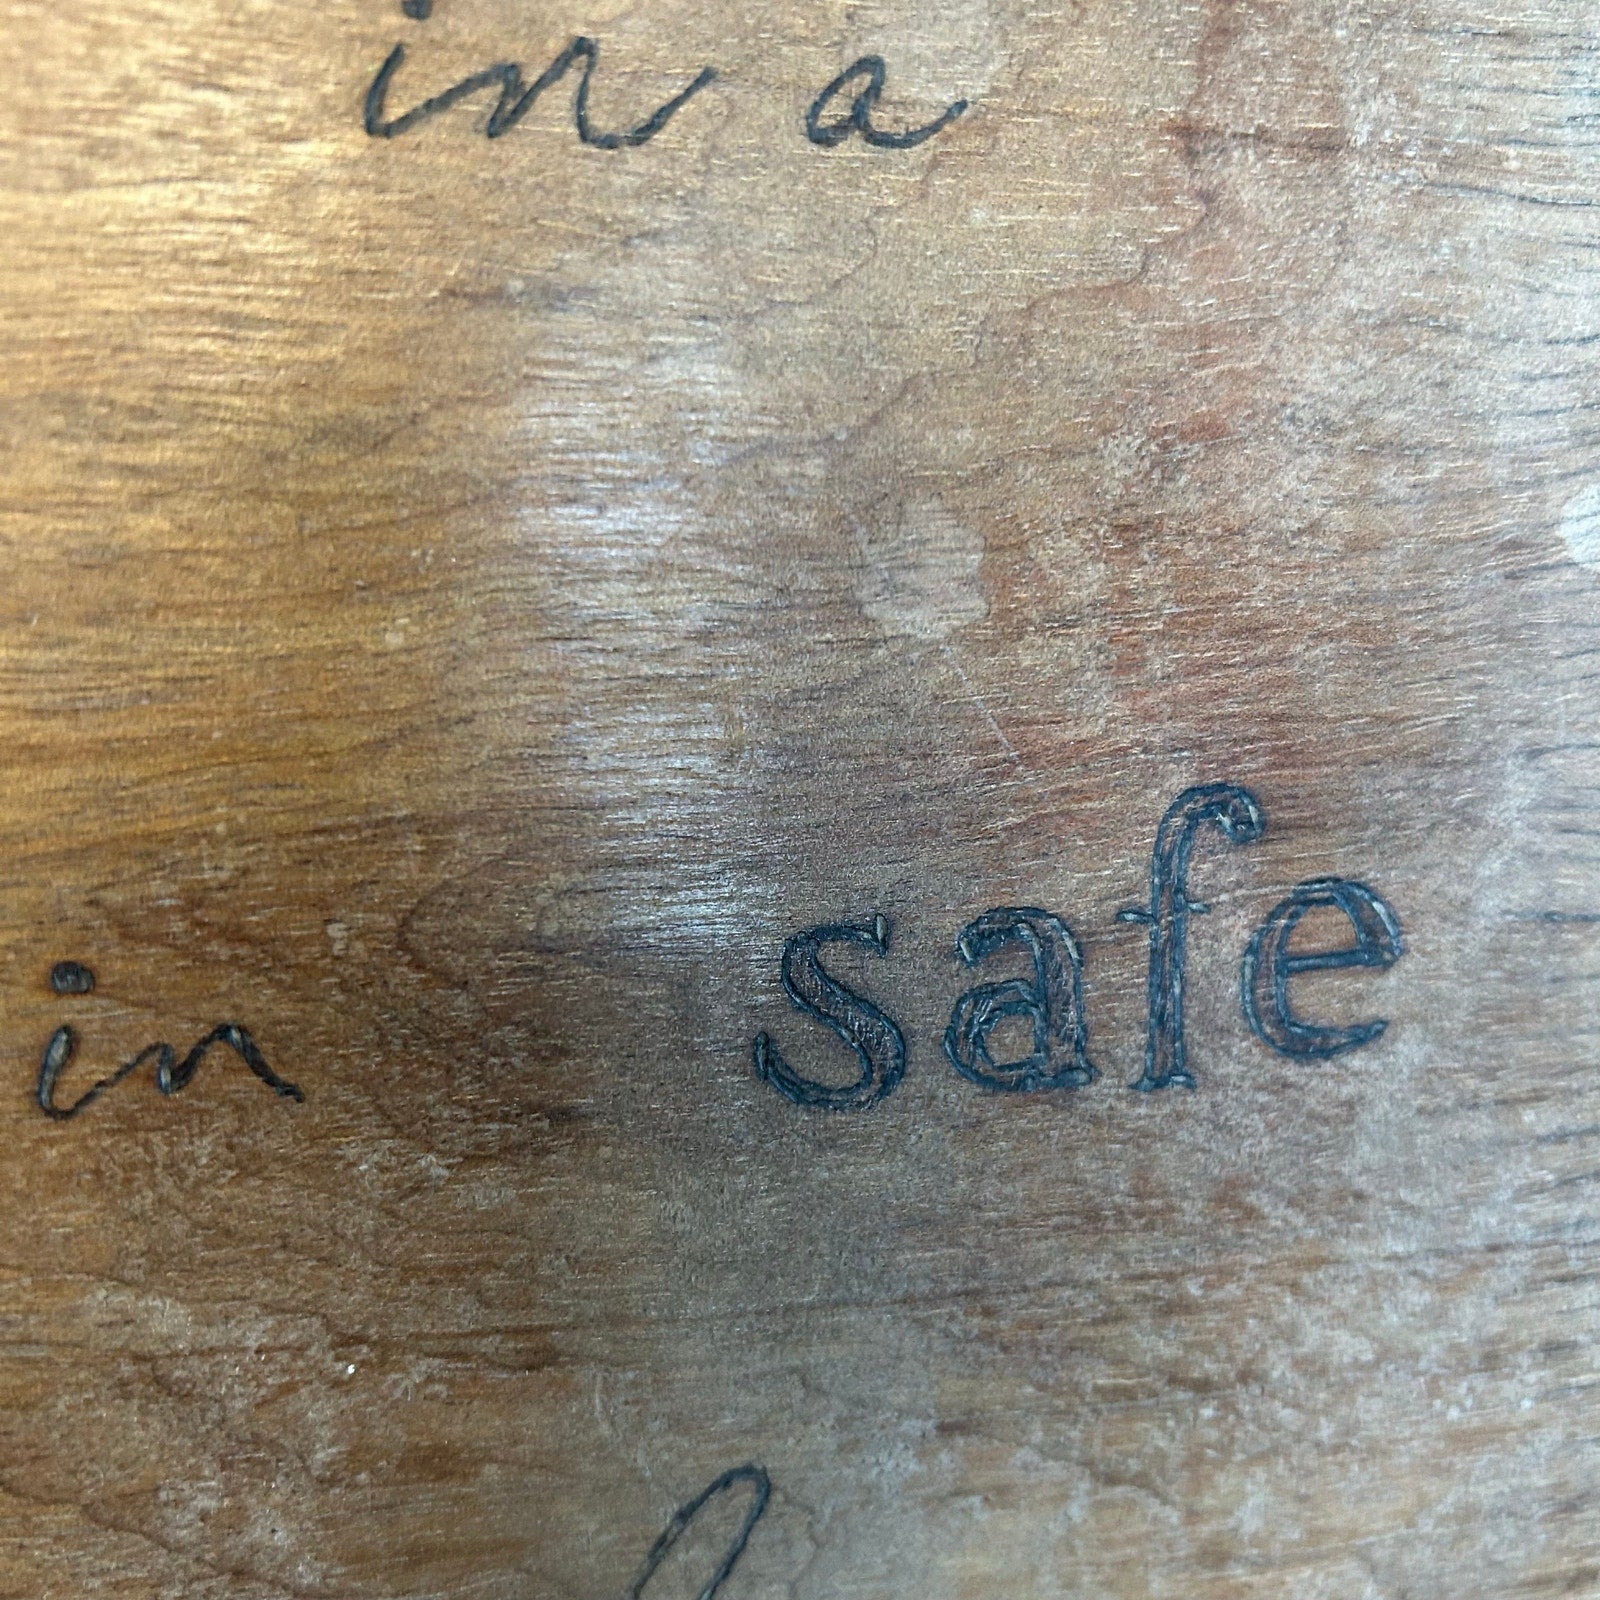 in a
in safe